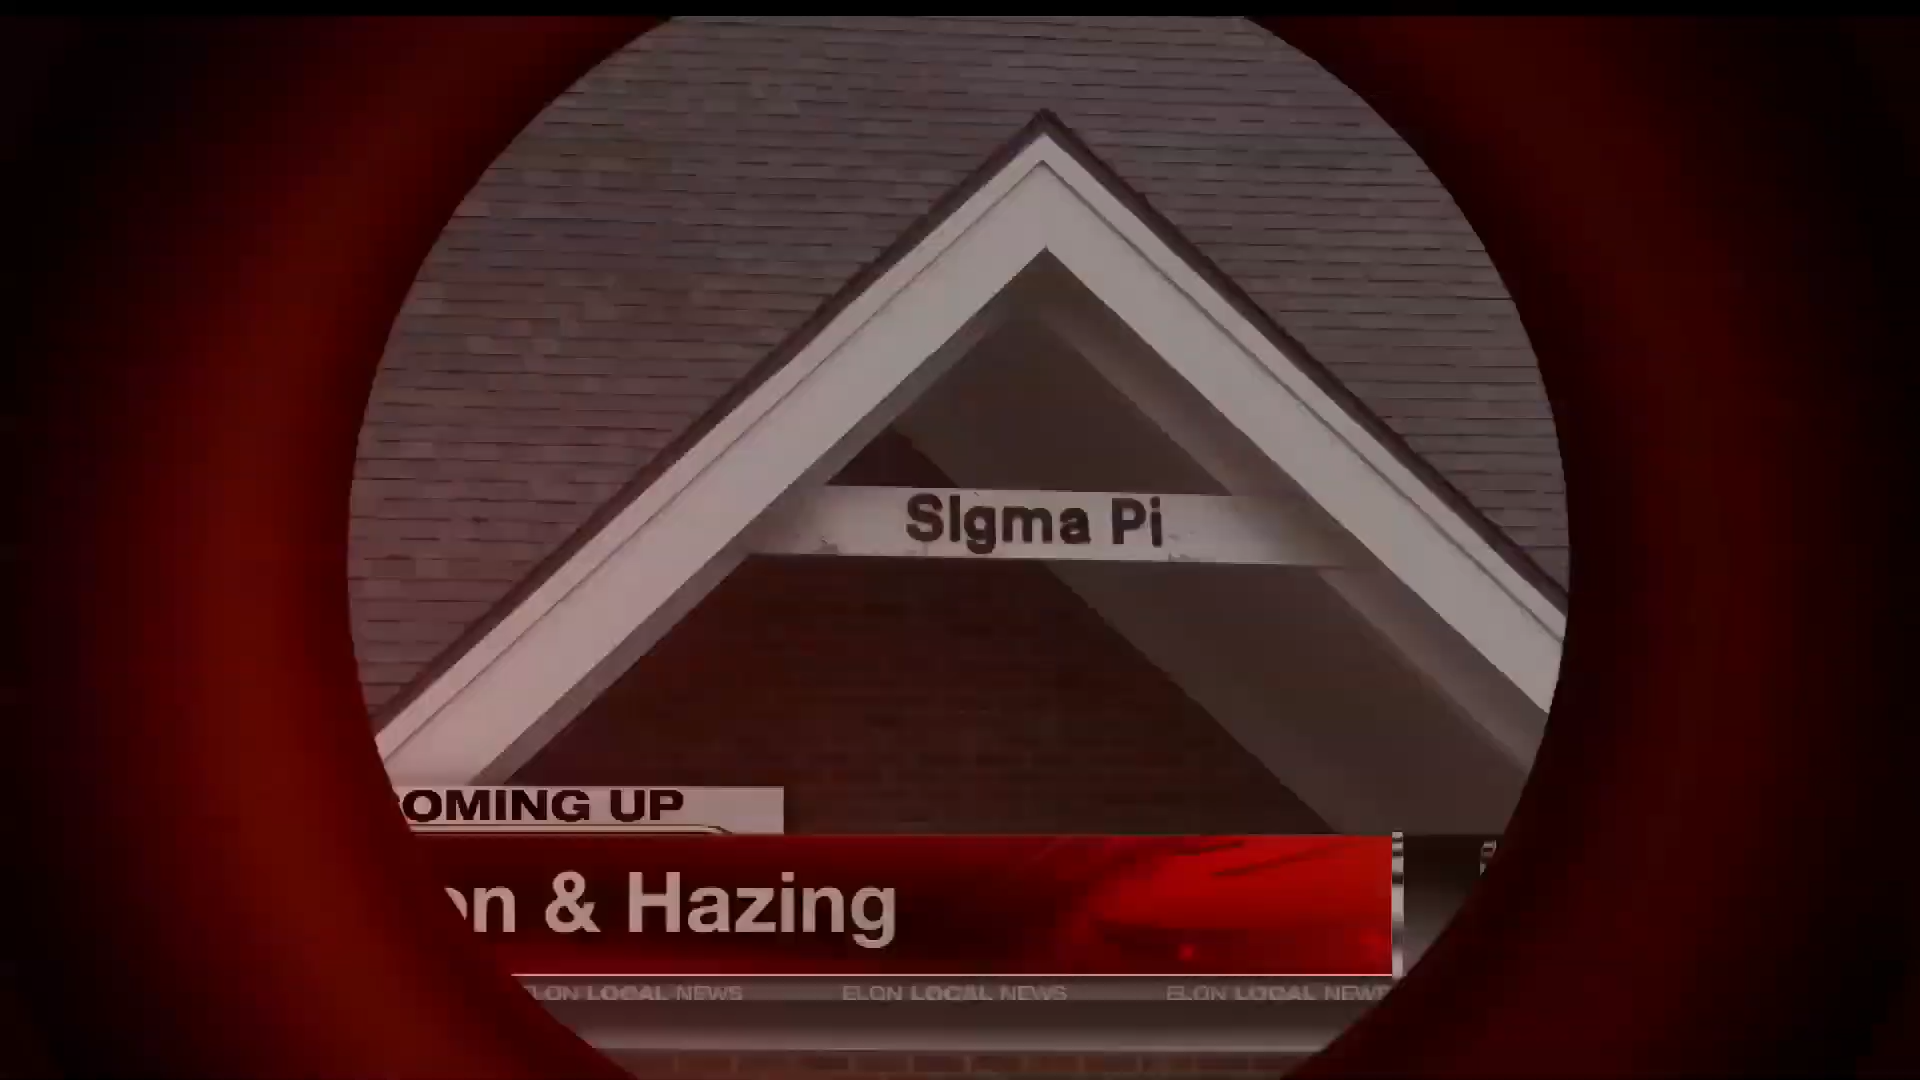 SIgma Pi
OMING UP
n & Hazing
ELON LOCAL NEWS ELON LOCAL NEWS ELON LOCAL NEWS